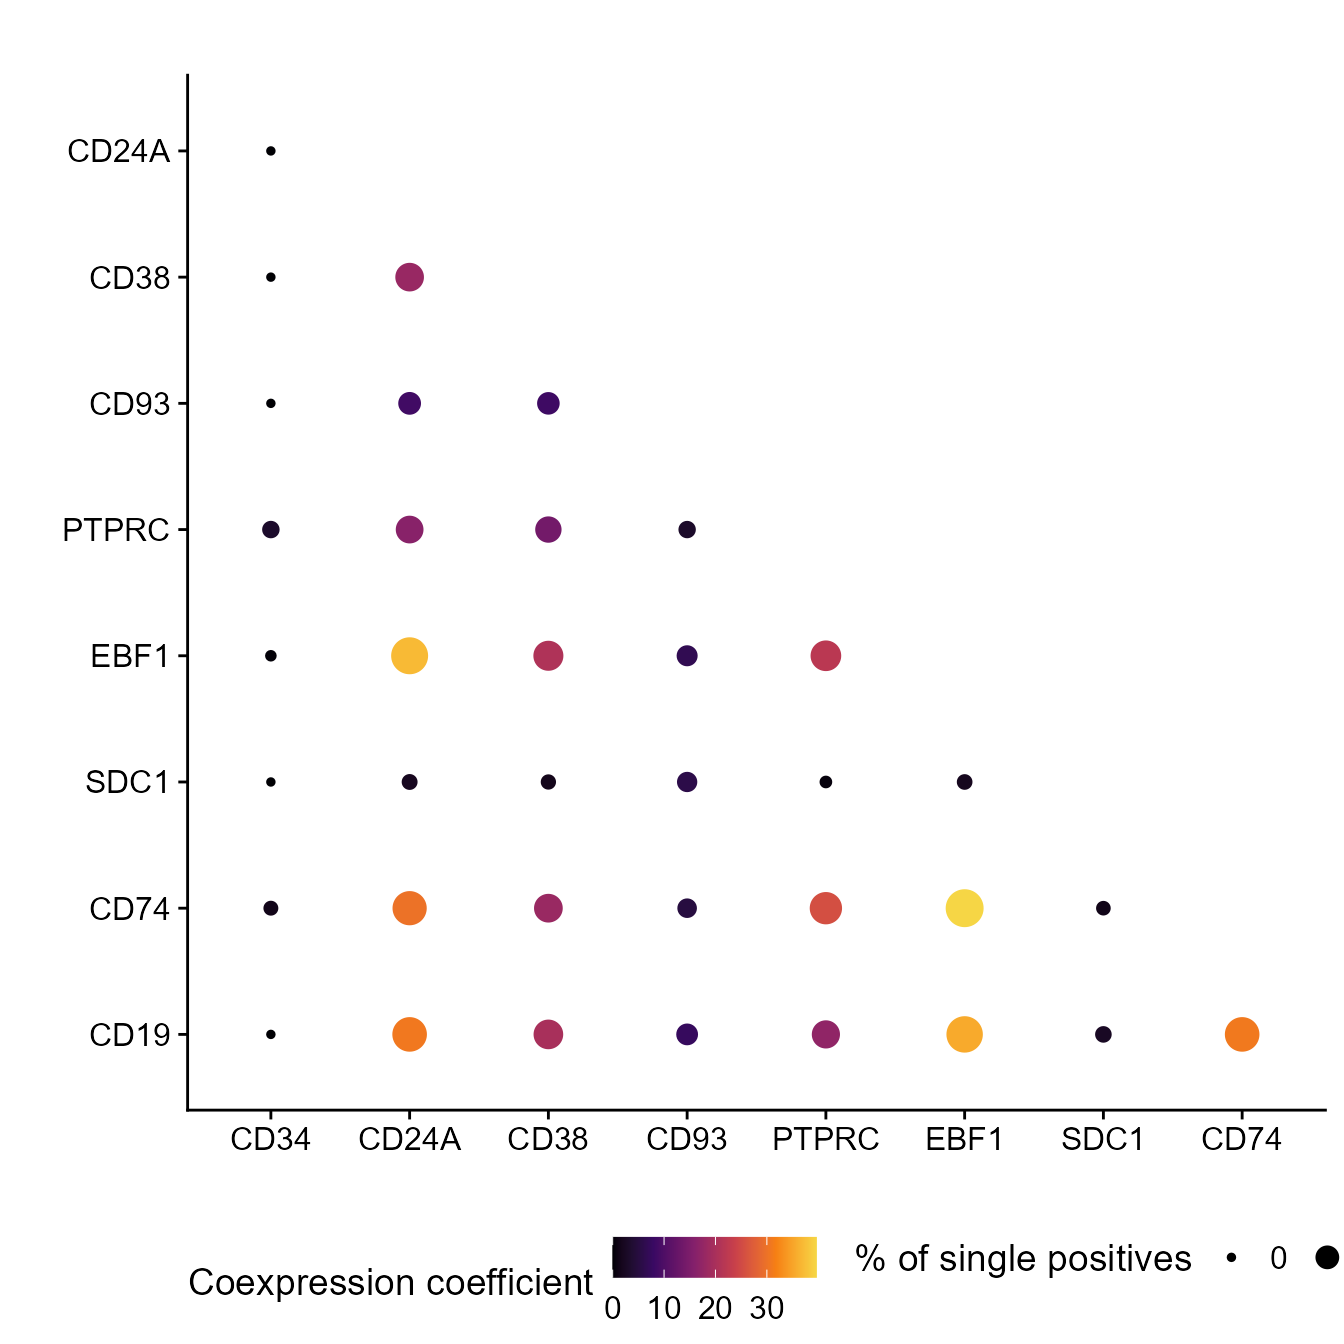 CD24A
CD38
CD93
PTPRC
EBF1
SDC1
CD74
CD19
CD34 CD24A CD38 CD93 PTPRC EBF1 SDC1 CD74
Coexpression coefficient
0 10 20 30
% of single positives 0